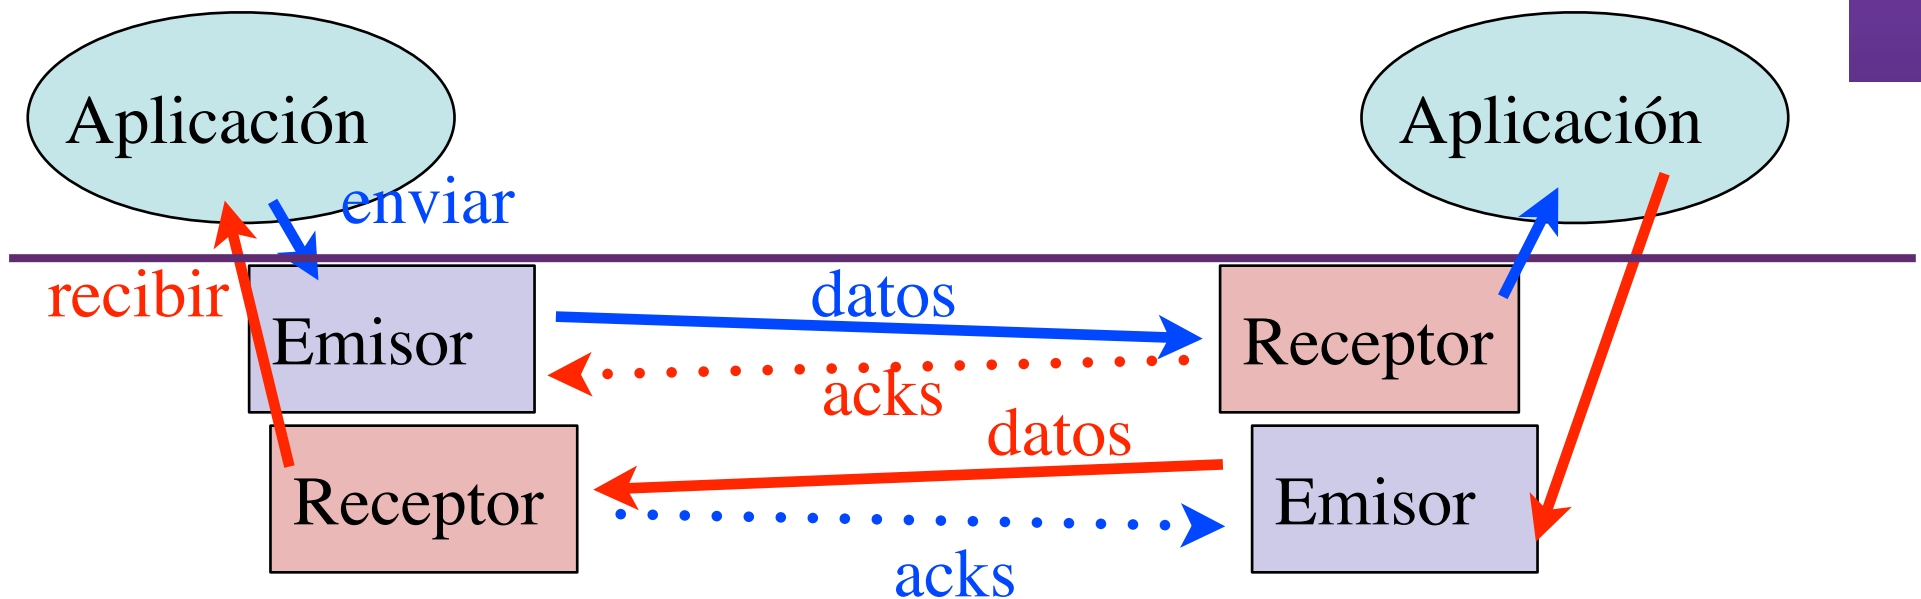 Aplicación
Aplicación
enviar
recibir
datos
Emisor
Receptor
acks
datos
Receptor
Emisor
acks